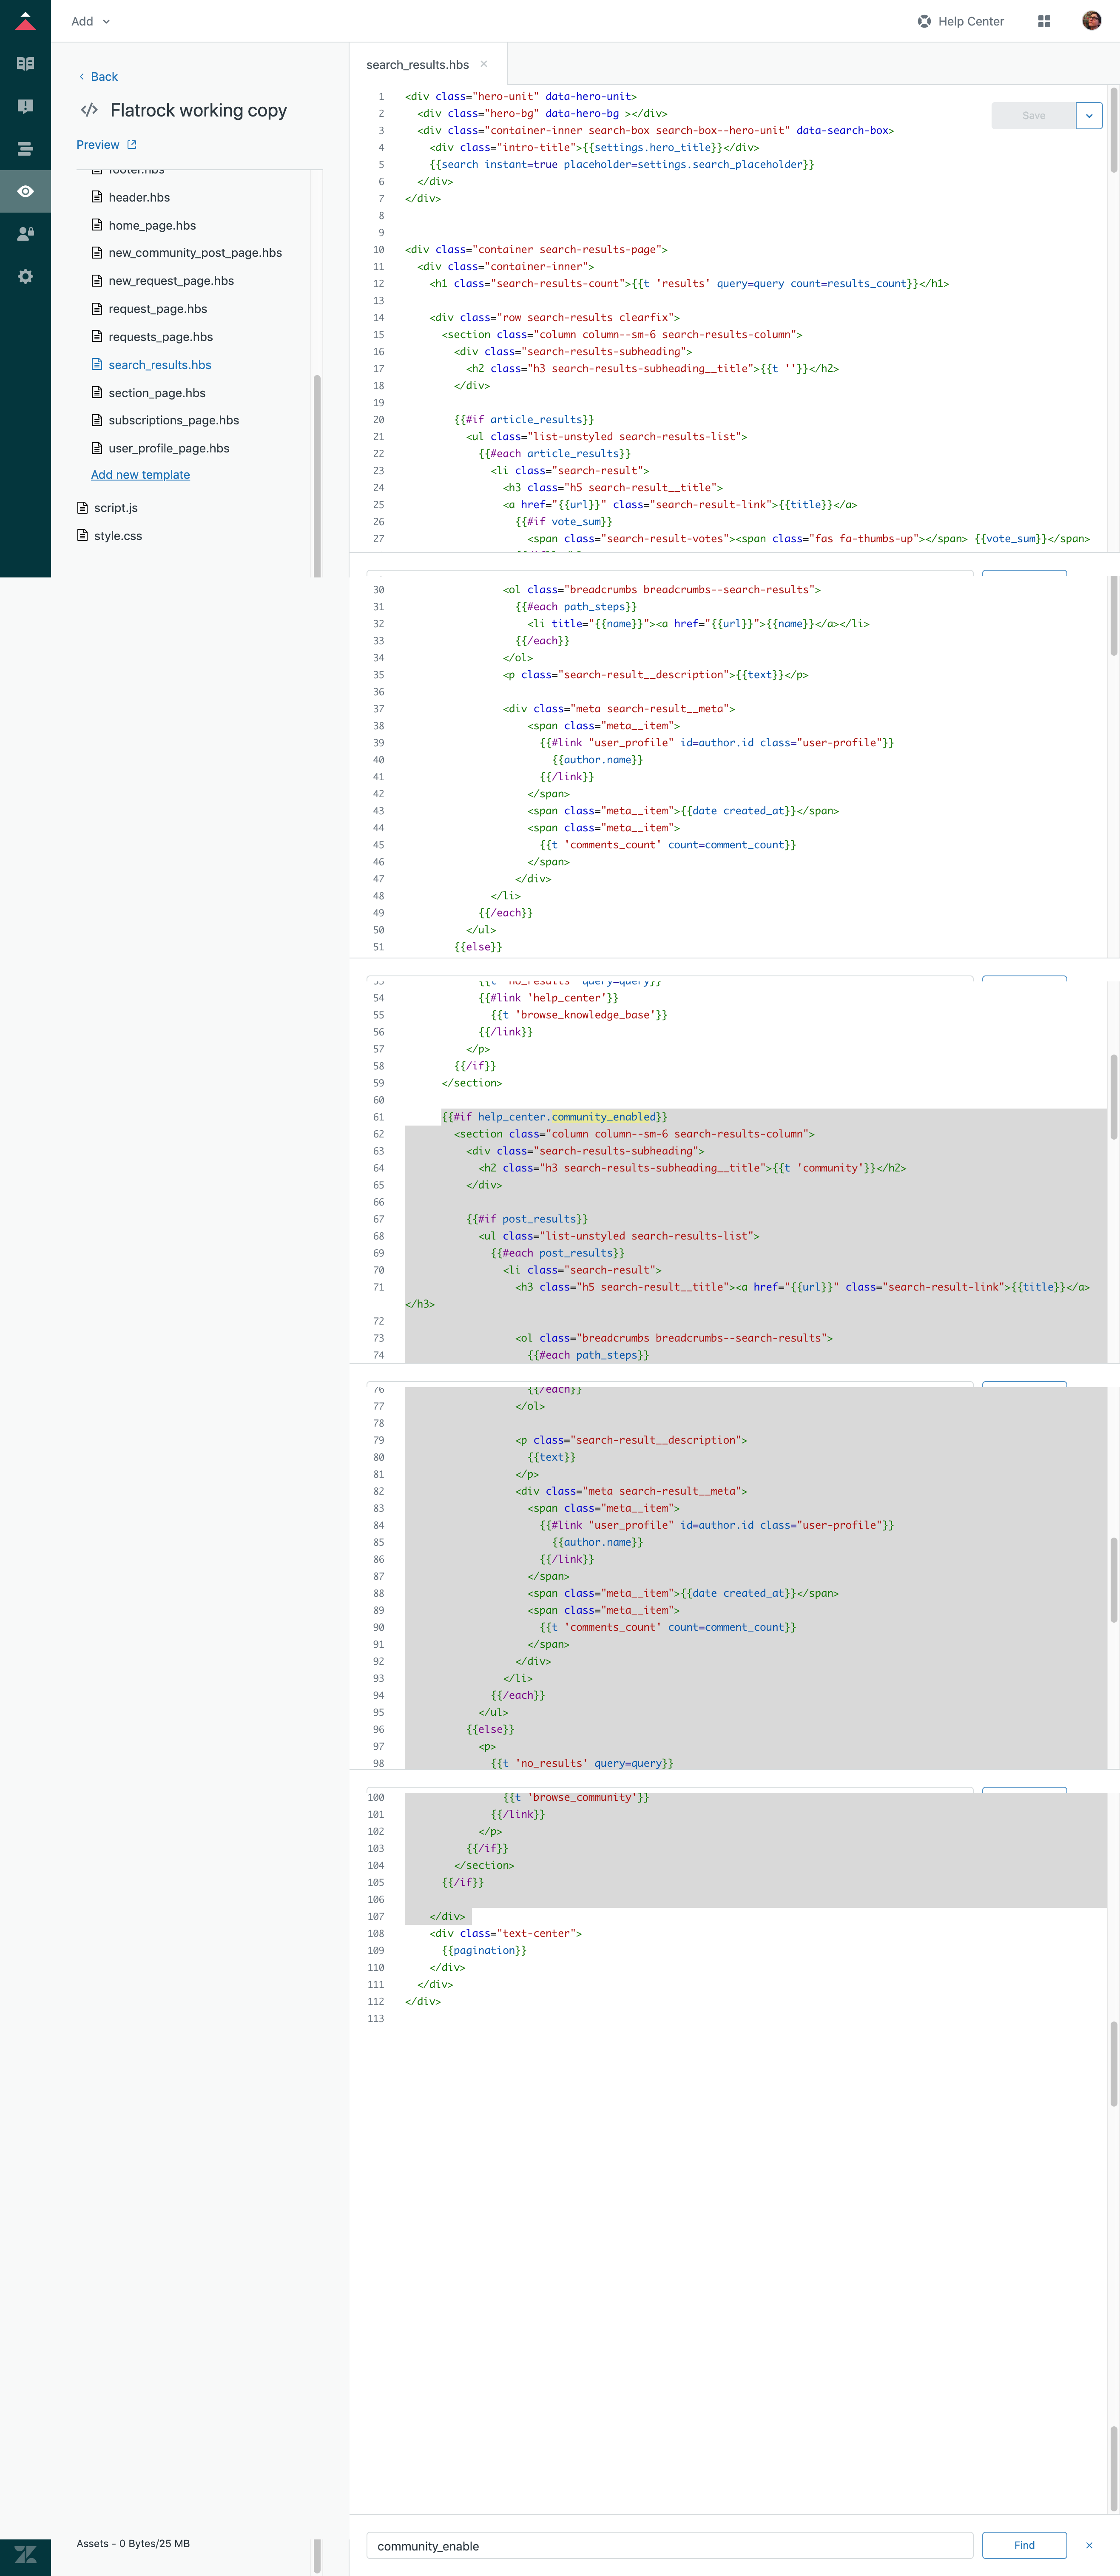 Add
Help Center
Back
Flatrock working copy
Preview
footer.hbs
header.hbs
home_page.hbs
new_community_post_page.hbs
new_request_page.hbs
request_page.hbs
requests_page.hbs
search_results.hbs
section_page.hbs
subscriptions_page.hbs
user_profile_page.hbs
Add new template
script.js
style.css
search_results.hbs ×
Save
1 <div class="hero-unit" data-hero-unit>
2 <div class="hero-bg" data-hero-bg ></div>
3 <div class="container-inner search-box search-box--hero-unit" data-search-box>
4 <div class="intro-title">{{settings.hero_title}}</div>
5 {{search instant=true placeholder=settings.search_placeholder}}
6 </div>
7 </div>
8
9
10 <div class="container search-results-page">
11 <div class="container-inner">
12 <h1 class="search-results-count">{{t 'results' query=query count=results_count}}</h1>
13
14 <div class="row search-results clearfix">
15 <section class="column column--sm-6 search-results-column">
16 <div class="search-results-subheading">
17 <h2 class="h3 search-results-subheading__title">{{t ''}}</h2>
18 </div>
19
20 {{#if article_results}}
21 <ul class="list-unstyled search-results-list">
22 {{#each article_results}}
23 <li class="search-result">
24 <h3 class="h5 search-result__title">
25 <a href="{{url}}" class="search-result-link">{{title}}</a>
26 {{#if vote_sum}}
27 <span class="search-result-votes"><span class="fas fa-thumbs-up"></span> {{vote_sum}}</span>
30 <ol class="breadcrumbs breadcrumbs--search-results">
31 {{#each path_steps}}
32 <li title="{{name}}"><a href="{{url}}">{{name}}</a></li>
33 {{/each}}
34 </ol>
35 <p class="search-result__description">{{text}}</p>
36
37 <div class="meta search-result__meta">
38 <span class="meta__item">
39 {{#link "user_profile" id=author.id class="user-profile"}}
40 {{author.name}}
41 {{/link}}
42 </span>
43 <span class="meta__item">{{date created_at}}</span>
44 <span class="meta__item">
45 {{t 'comments_count' count=comment_count}}
46 </span>
47 </div>
48 </li>
49 {{/each}}
50 </ul>
51 {{else}}
53 {{t 'no_results' query=query}}
54 {{#link 'help_center'}}
55 {{t 'browse_knowledge_base'}}
56 {{/link}}
57 </p>
58 {{/if}}
59 </section>
60
61 {{#if help_center.community_enabled}}
62 <section class="column column--sm-6 search-results-column">
63 <div class="search-results-subheading">
64 <h2 class="h3 search-results-subheading__title">{{t 'community'}}</h2>
65 </div>
66
67 {{#if post_results}}
68 <ul class="list-unstyled search-results-list">
69 {{#each post_results}}
70 <li class="search-result">
71 <h3 class="h5 search-result__title"><a href="{{url}}" class="search-result-link">{{title}}</a>
</h3>
72
73 <ol class="breadcrumbs breadcrumbs--search-results">
74 {{#each path_steps}}
76 {{/each}}
77 </ol>
78
79 <p class="search-result__description">
80 {{text}}
81 </p>
82 <div class="meta search-result__meta">
83 <span class="meta__item">
84 {{#link "user_profile" id=author.id class="user-profile"}}
85 {{author.name}}
86 {{/link}}
87 </span>
88 <span class="meta__item">{{date created_at}}</span>
89 <span class="meta__item">
90 {{t 'comments_count' count=comment_count}}
91 </span>
92 </div>
93 </li>
94 {{/each}}
95 </ul>
96 {{else}}
97 <p>
98 {{t 'no_results' query=query}}
100 {{t 'browse_community'}}
101 {{/link}}
102 </p>
103 {{/if}}
104 </section>
105 {{/if}}
106
107 </div>
108 <div class="text-center">
109 {{pagination}}
110 </div>
111 </div>
112 </div>
113
Assets - 0 Bytes/25 MB
community_enable
Find
×